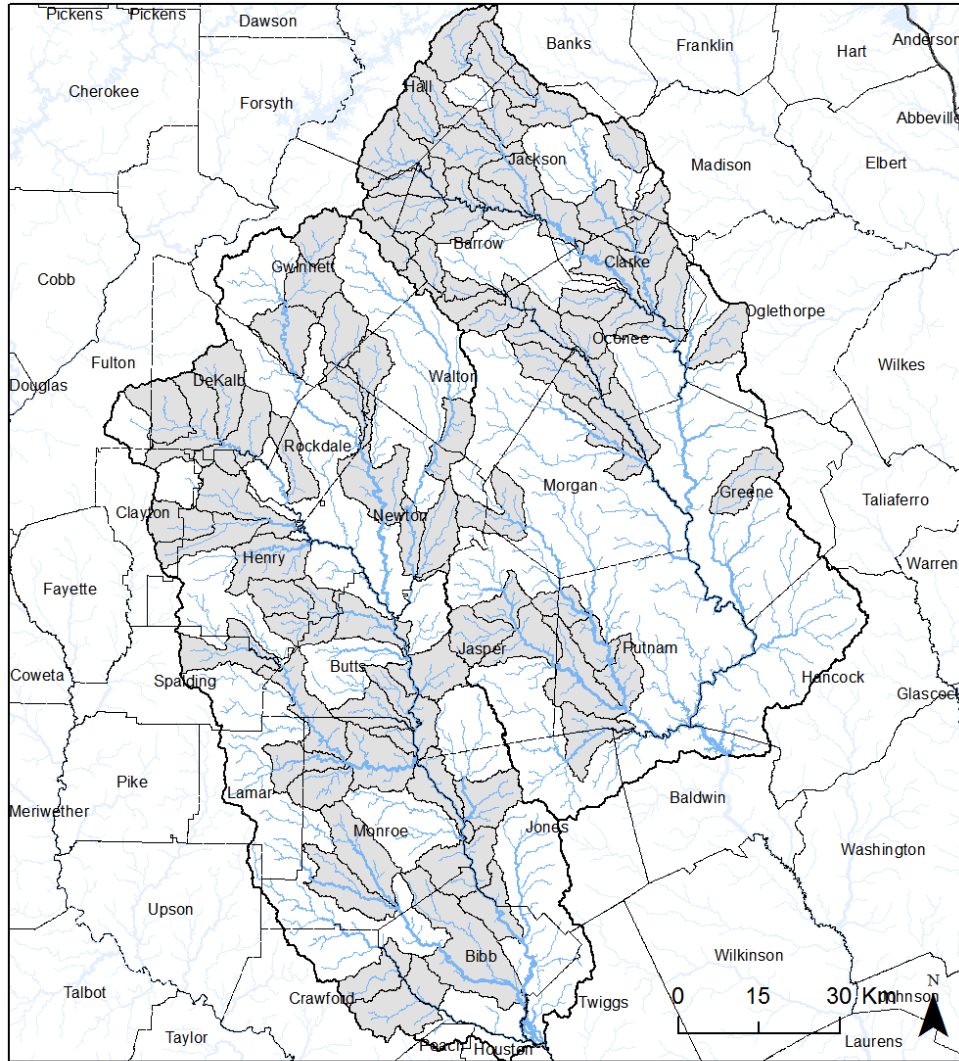 Pickens
Pickens
Dawson
Banks
Franklin
Hart
Anderson
Cherokee
Forsyth
Hall
Abbeville
Jackson
Madison
Elbert
Barrow
Cobb
Gwinnett
Clarke
Oglethorpe
Oconee
Fulton
Wilkes
Douglas
DeKalb
Walton
Rockdale
Morgan
Greene
Taliaferro
Clayton
Newton
Henry
Warren
Fayette
Jasper
Putnam
Butts
Coweta
Spalding
Hancock
Glascock
Pike
Lamar
Baldwin
Meriwether
Monroe
Jones
Washington
Upson
Bibb
Wilkinson
N
Talbot
Crawford
Twiggs
0 15 30 Km
Johnson
Taylor
Peach
Houston
Laurens